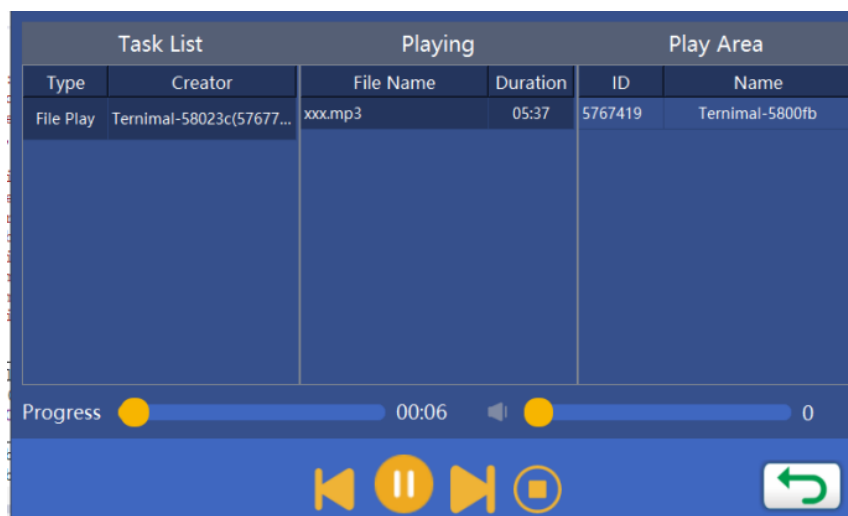 Task List Playing Play Area
Type Creator File Name Duration ID Name
File Play Ternimal-58023c(57677... xxx.mp3 05:37 5767419 Ternimal-5800fb
Progress 00:06 0